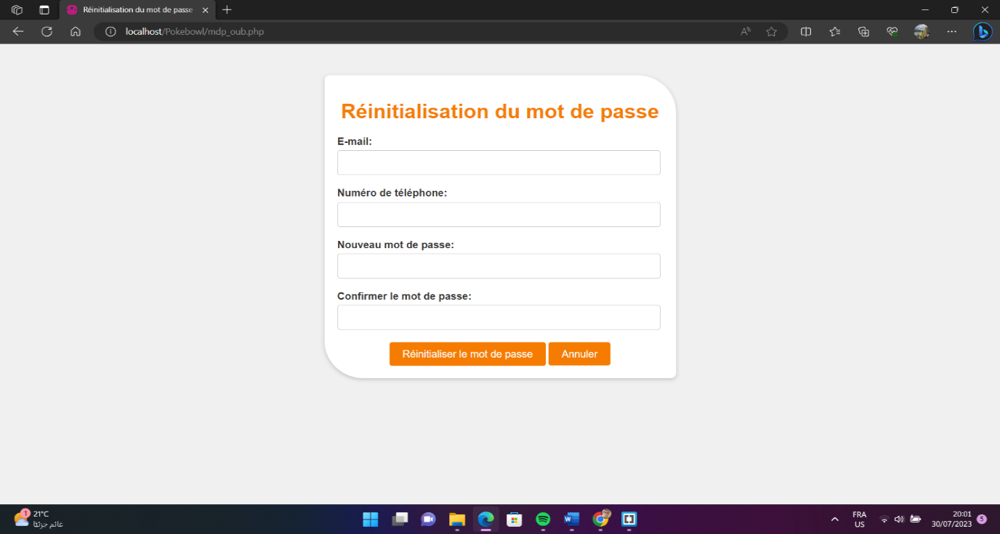 Réinitialisation du mot de passe
localhost/Pokebowl/mdp_oub.php
Réinitialisation du mot de passe
E-mail:
Numéro de téléphone:
Nouveau mot de passe:
Confirmer le mot de passe:
Réinitialiser le mot de passe Annuler
1
21°C
غائم جزئيًا
FRA
US
20:01
30/07/2023
5